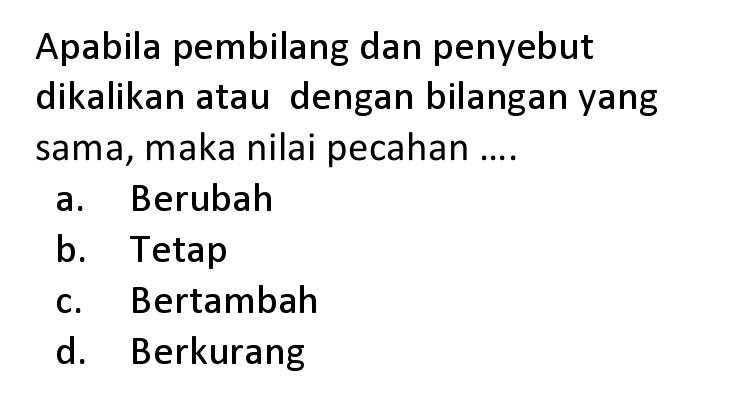 Apabila pembilang dan penyebut
dikalikan atau dengan bilangan yang
sama, maka nilai pecahan ....
a. Berubah
b. Tetap
c. Bertambah
d. Berkurang